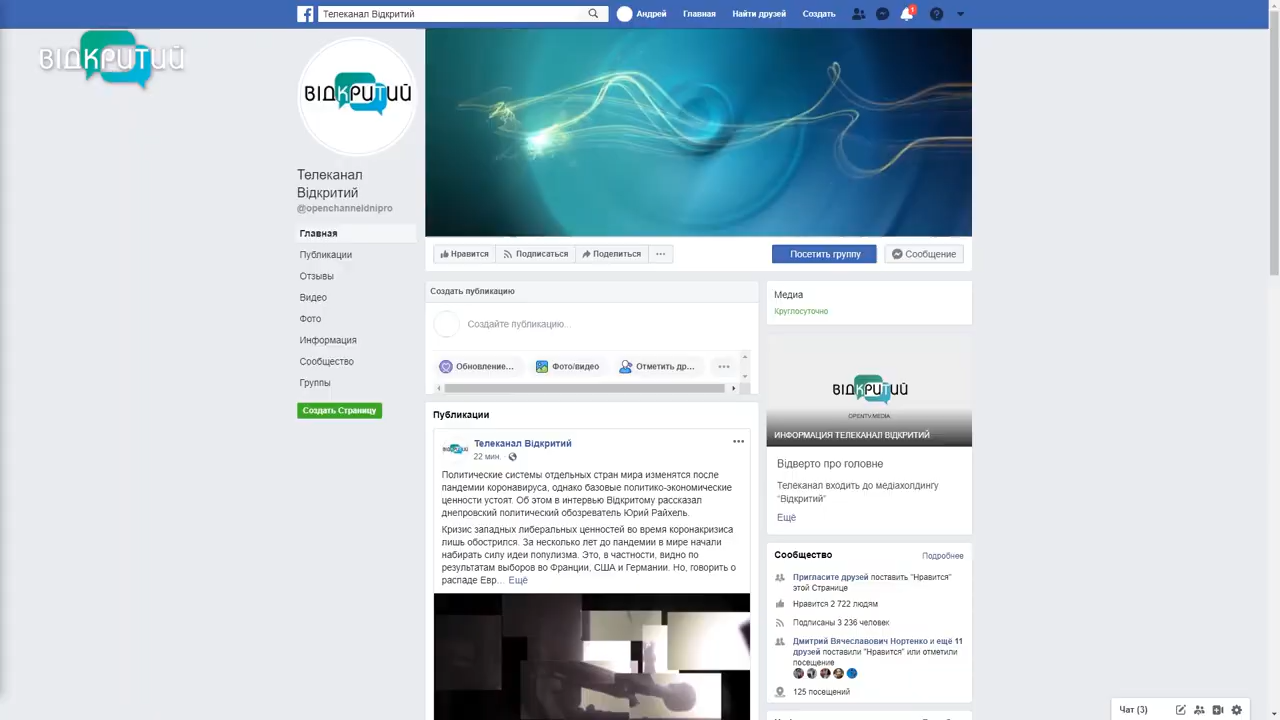 Телеканал Відкритий
Андрей
Главная
Найти друзей
Создать
1
ВІДКРИТИЙ
ВІДКРИТИЙ
Телеканал
Відкритий
@openchanneldnipro
Главная
Публикации
Отзывы
Видео
Фото
Информация
Сообщество
Группы
Создать Страницу
Нравится
Подписаться
Поделиться
Посетить группу
Сообщение
Создать публикацию
Создайте публикацию...
Обновление...
Фото/видео
Отметить др...
Публикации
ВІДКРИТИЙ
Телеканал Відкритий
22 мин. ·
Политические системы отдельных стран мира изменятся после
пандемии коронавируса, однако базовые политико-экономические
ценности устоят. Об этом в интервью Відкритому рассказал
днепровский политический обозреватель Юрий Райхель.
Кризис западных либеральных ценностей во время коронакризиса
лишь обострился. За несколько лет до пандемии в мире начали
набирать силу идеи популизма. Это, в частности, видно по
результатам выборов во Франции, США и Германии. Но, говорить о
распаде Евр... Ещё
Медиа
Круглосуточно
ВІДКРИТИЙ
OPENTV.MEDIA
ИНФОРМАЦИЯ ТЕЛЕКАНАЛ ВІДКРИТИЙ
Відверто про головне
Телеканал входить до медіахолдингу
“Відкритий”
Ещё
Сообщество
Подробнее
Пригласите друзей поставить "Нравится"
этой Странице
Нравится 2 722 людям
Подписаны 3 236 человек
Дмитрий Вячеславович Нортенко и ещё 11
друзей поставили "Нравится" или отметили
посещение
125 посещений
Чат (3)